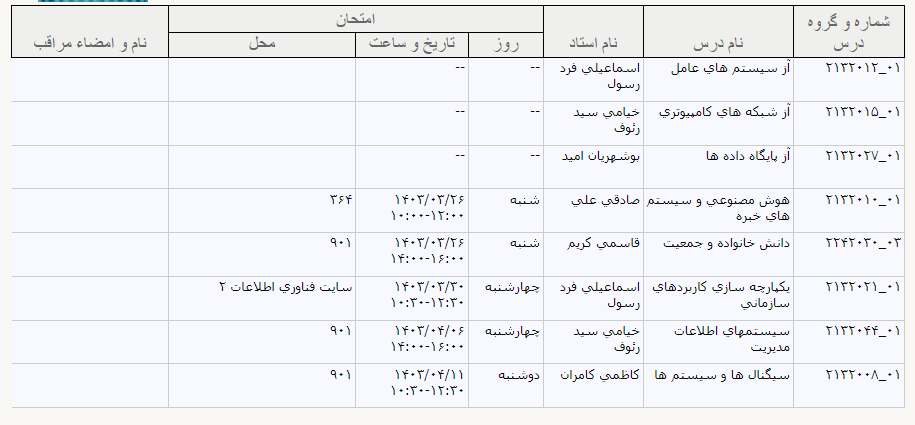 شماره و گروه درس نام درس نام استاد امتحان نام و امضاء مراقب
روز تاريخ و ساعت محل
۲۱۳۲۰۱۲_۰۱ آز سيستم هاي عامل اسماعيلي فرد -- --
رسول
۲۱۳۲۰۱۵_۰۱ آز شبكه هاي كامپيوتري خيامي سيد -- --
رئوف
۲۱۳۲۰۲۷_۰۱ آز پايگاه داده ها بوشهريان اميد -- --
۲۱۳۲۰۱۰_۰۱ هوش مصنوعي و سيستم صادقي علي شنبه ۱۴۰۳/۰۳/۲۶ ۳۶۴
هاي خبره ۱۰:۰۰-۱۲:۰۰
۲۲۴۲۰۳۰_۰۳ دانش خانواده و جمعيت قاسمي كريم شنبه ۱۴۰۳/۰۳/۲۶ ۹۰۱
۱۴:۰۰-۱۶:۰۰
۲۱۳۲۰۲۱_۰۱ يكپارچه سازي كاربردهاي اسماعيلي فرد چهارشنبه ۱۴۰۳/۰۳/۳۰ سايت فناوري اطلاعات ۲
سازماني رسول ۱۰:۳۰-۱۲:۳۰
۲۱۳۲۰۴۴_۰۱ سيستمهاي اطلاعات خيامي سيد چهارشنبه ۱۴۰۳/۰۴/۰۶ ۹۰۱
مديريت رئوف ۱۴:۰۰-۱۶:۰۰
۲۱۳۲۰۰۸_۰۱ سيگنال ها و سيستم ها كاظمي كامران دوشنبه ۱۴۰۳/۰۴/۱۱ ۹۰۱
۱۰:۳۰-۱۲:۳۰